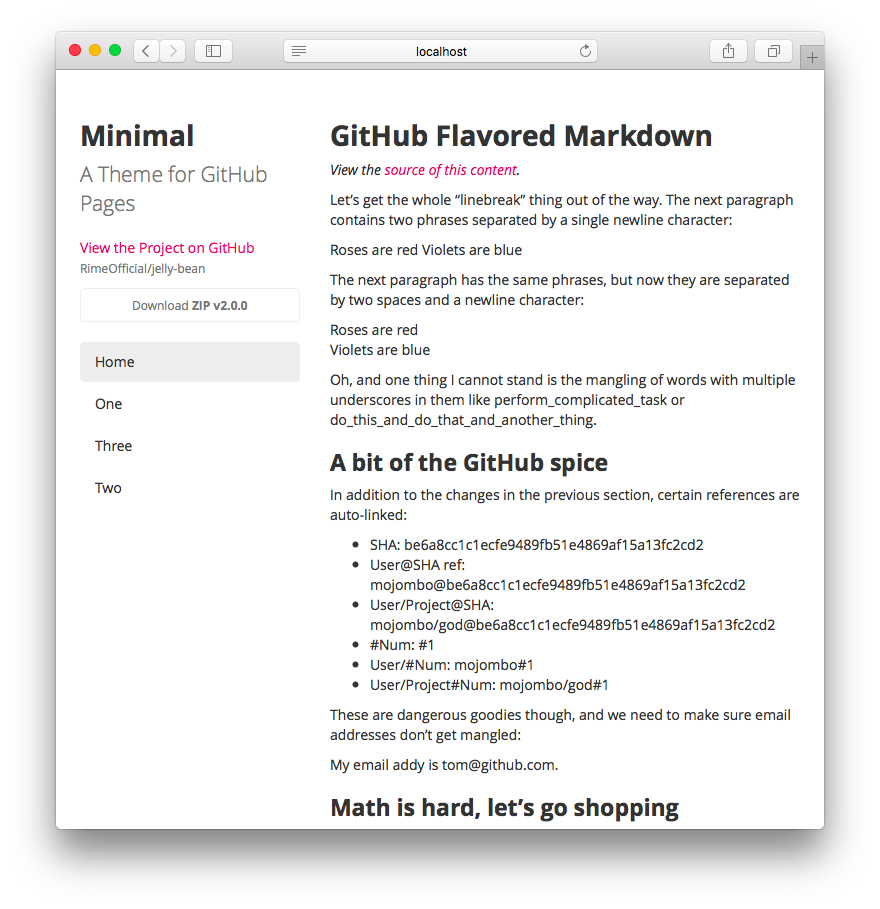 localhost
Minimal
A Theme for GitHub
Pages
View the Project on GitHub
RimeOfficial/jelly-bean
Download ZIP v2.0.0
Home
One
Three
Two
GitHub Flavored Markdown
View the source of this content.
Let’s get the whole “linebreak” thing out of the way. The next paragraph
contains two phrases separated by a single newline character:
Roses are red Violets are blue
The next paragraph has the same phrases, but now they are separated
by two spaces and a newline character:
Roses are red
Violets are blue
Oh, and one thing I cannot stand is the mangling of words with multiple
underscores in them like perform_complicated_task or
do_this_and_do_that_and_another_thing.
A bit of the GitHub spice
In addition to the changes in the previous section, certain references are
auto-linked:
• SHA: be6a8cc1c1ecfe9489fb51e4869af15a13fc2cd2
• User@SHA ref:
mojombo@be6a8cc1c1ecfe9489fb51e4869af15a13fc2cd2
• User/Project@SHA:
mojombo/god@be6a8cc1c1ecfe9489fb51e4869af15a13fc2cd2
• #Num: #1
• User/#Num: mojombo#1
• User/Project#Num: mojombo/god#1
These are dangerous goodies though, and we need to make sure email
addresses don’t get mangled:
My email addy is tom@github.com.
Math is hard, let’s go shopping